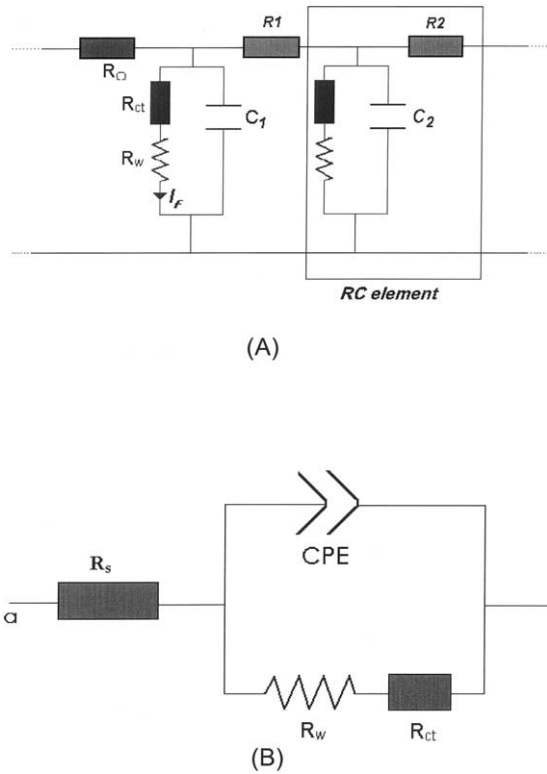 R1
R2
RΩ
Rct
C1
C2
Rw
IF
RC element
(A)
Rs
CPE
a
Rw
Rct
(B)